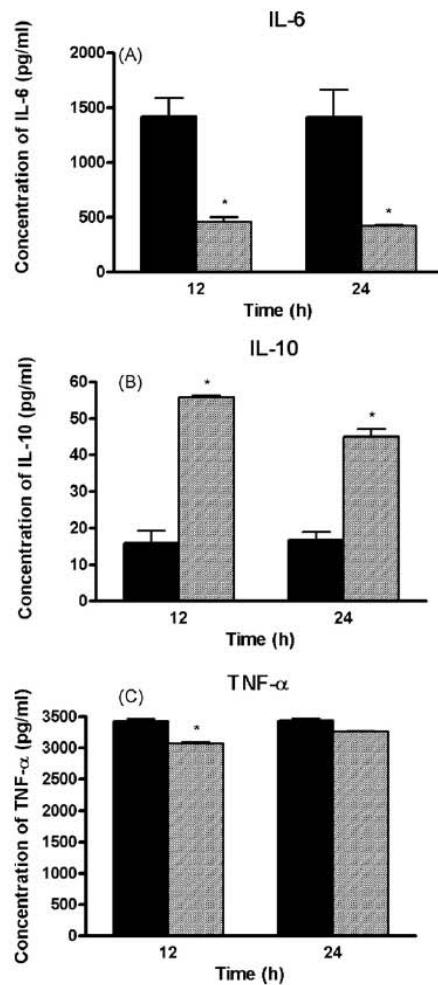 IL-6
(A)
Concentration of IL-6 (pg/ml)
2000
1500
1000
500
0
*
*
12 24
Time (h)
IL-10
(B)
Concentration of IL-10 (pg/ml)
60
50
40
30
20
10
0
*
*
12 24
Time (h)
TNF-α
(C)
Concentration of TNF-α (pg/ml)
3500
3000
2500
2000
1500
1000
500
0
*
12 24
Time (h)